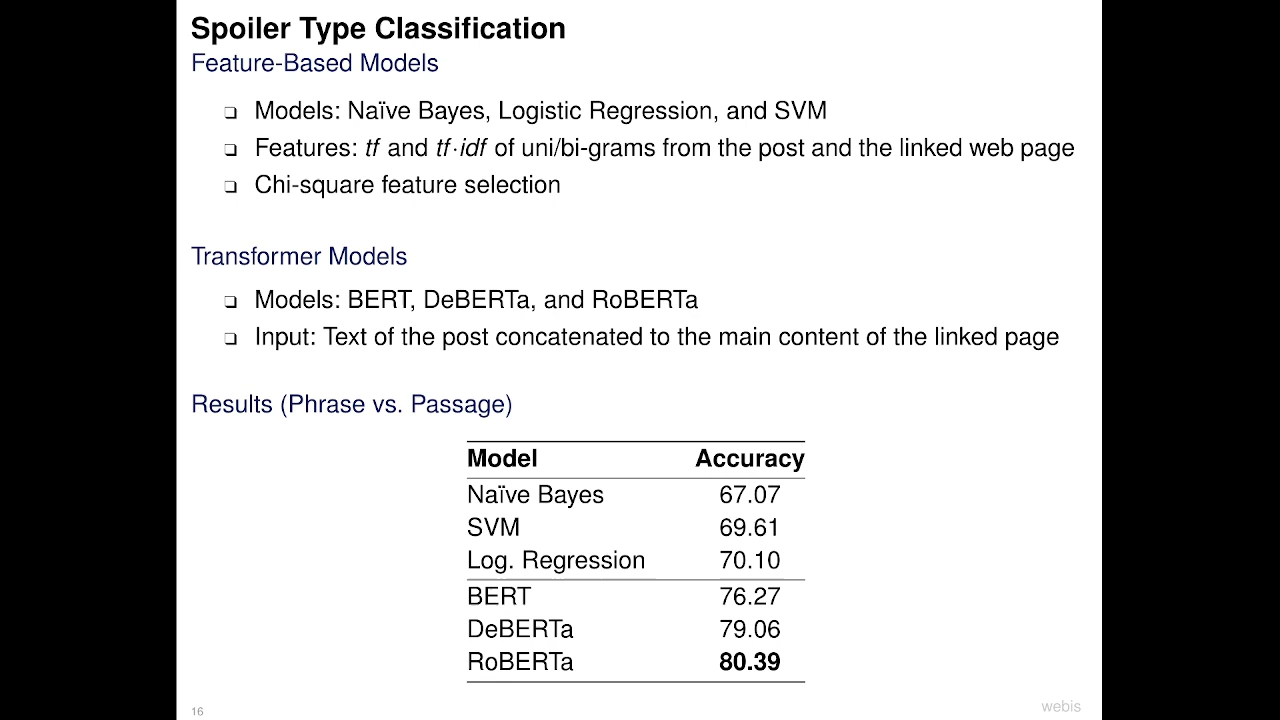 Spoiler Type Classification
Feature-Based Models
❏ Models: Naïve Bayes, Logistic Regression, and SVM
❏ Features: tf and tf·idf of uni/bi-grams from the post and the linked web page
❏ Chi-square feature selection
Transformer Models
❏ Models: BERT, DeBERTa, and RoBERTa
❏ Input: Text of the post concatenated to the main content of the linked page
Results (Phrase vs. Passage)
Model Accuracy
Naïve Bayes 67.07
SVM 69.61
Log. Regression 70.10
BERT 76.27
DeBERTa 79.06
RoBERTa 80.39
16
webis